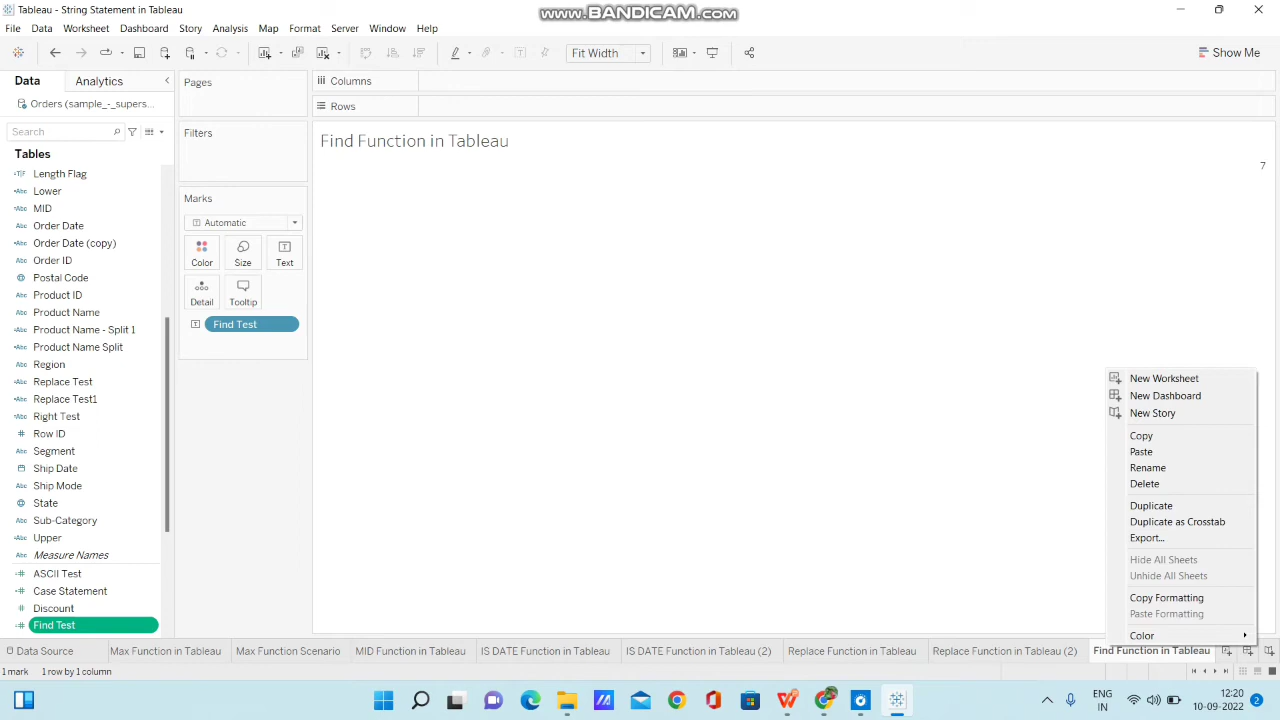 Tableau - String Statement in Tableau
www.BANDICAM.com
File Data Worksheet Dashboard Story Analysis Map Format Server Window Help
Fit Width
Show Me
Data Analytics
Orders (sample_-_supers...
Search
Tables
Length Flag
Lower
MID
Order Date
Order Date (copy)
Order ID
Postal Code
Product ID
Product Name
Product Name - Split 1
Product Name Split
Region
Replace Test
Replace Test1
Right Test
Row ID
Segment
Ship Date
Ship Mode
State
Sub-Category
Upper
Measure Names
ASCII Test
Case Statement
Discount
Find Test
Pages
Filters
Marks
Automatic
Color Size Text
Detail Tooltip
Find Test
Columns
Rows
Find Function in Tableau
7
New Worksheet
New Dashboard
New Story
Copy
Paste
Rename
Delete
Duplicate
Duplicate as Crosstab
Export...
Hide All Sheets
Unhide All Sheets
Copy Formatting
Paste Formatting
Color
Data Source Max Function in Tableau Max Function Scenario MID Function in Tableau IS DATE Function in Tableau IS DATE Function in Tableau (2) Replace Function in Tableau Replace Function in Tableau (2) Find Function in Tableau
1 mark 1 row by 1 column
ENG
IN
12:20
10-09-2022
2